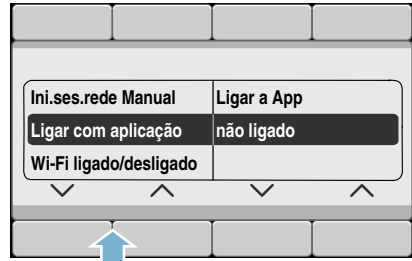 Ini.ses.rede Manual Ligar a App
Ligar com aplicação não ligado
Wi-Fi ligado/desligado